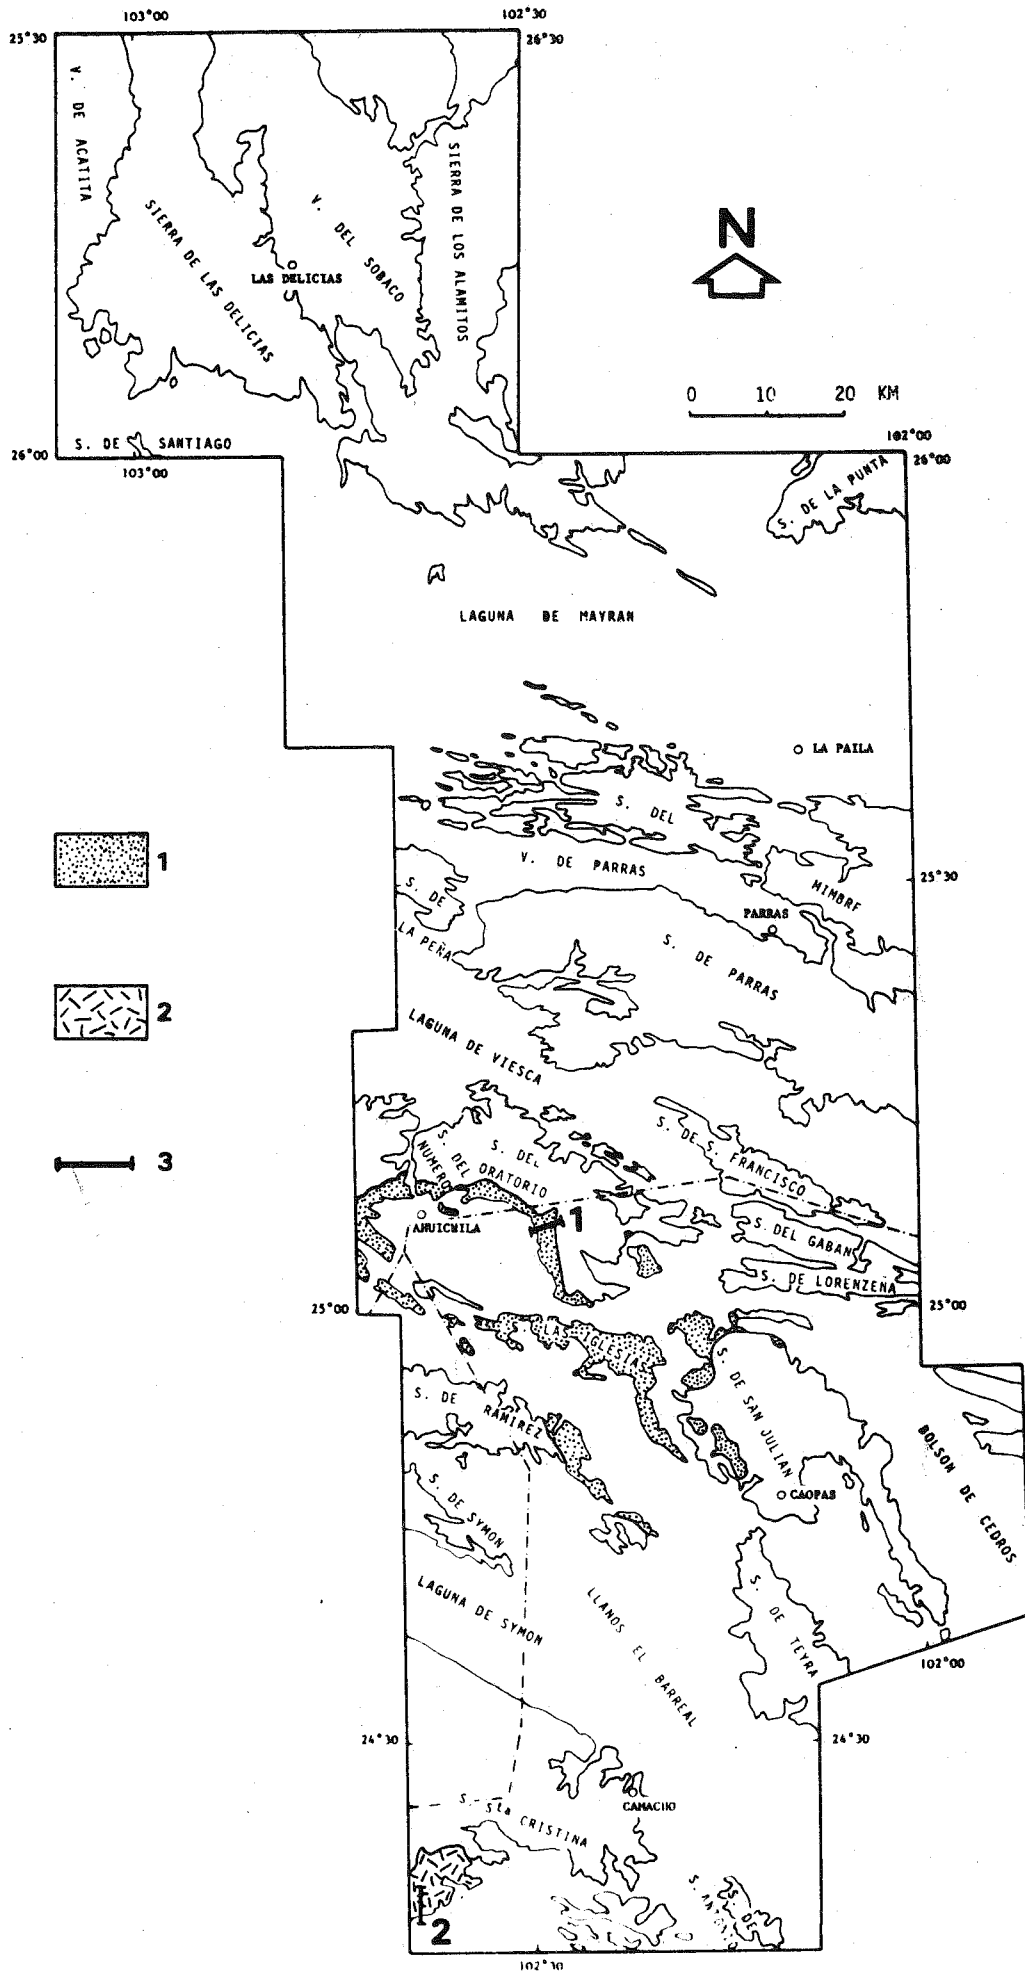 103°00
102°30
25°30
26°30
V. DE ACATITA
SIERRA DE LAS DELICIAS
V. DEL SOBACO
SIERRA DE LOS ALAMITOS
LAS DELICIAS
N
0 10 20 KM
S. DE SANTIAGO
26°00
103°00
102°00
26°00
S. DE LA PUNTA
LAGUNA DE MAYRAN
LA PAILA
S. DEL
MIMBRE
V. DE PARRAS
25°30
1
S. DE
LA PEÑA
PARRAS
S. DE PARRAS
2
LAGUNA DE VIESCA
3
S. DEL
NUMERO
S. DEL
ORATORIO
S. DE S. FRANCISCO
AHUICHILA
1
S. DEL GABAN
S. DE LORENZEÑA
25°00
25°00
LA IGLESIA
S. DE RAMIREZ
S. DE SAN JULIAN
BOLSON DE CEDROS
CAOPAS
S. DE SYMON
LAGUNA DE SYMON
LLANOS EL BARREAL
S. DE TEYRA
102°00
24°30
24°30
CAMACHO
S. Sta CRISTINA
S. DE
S. ANTONIO
2
102°30